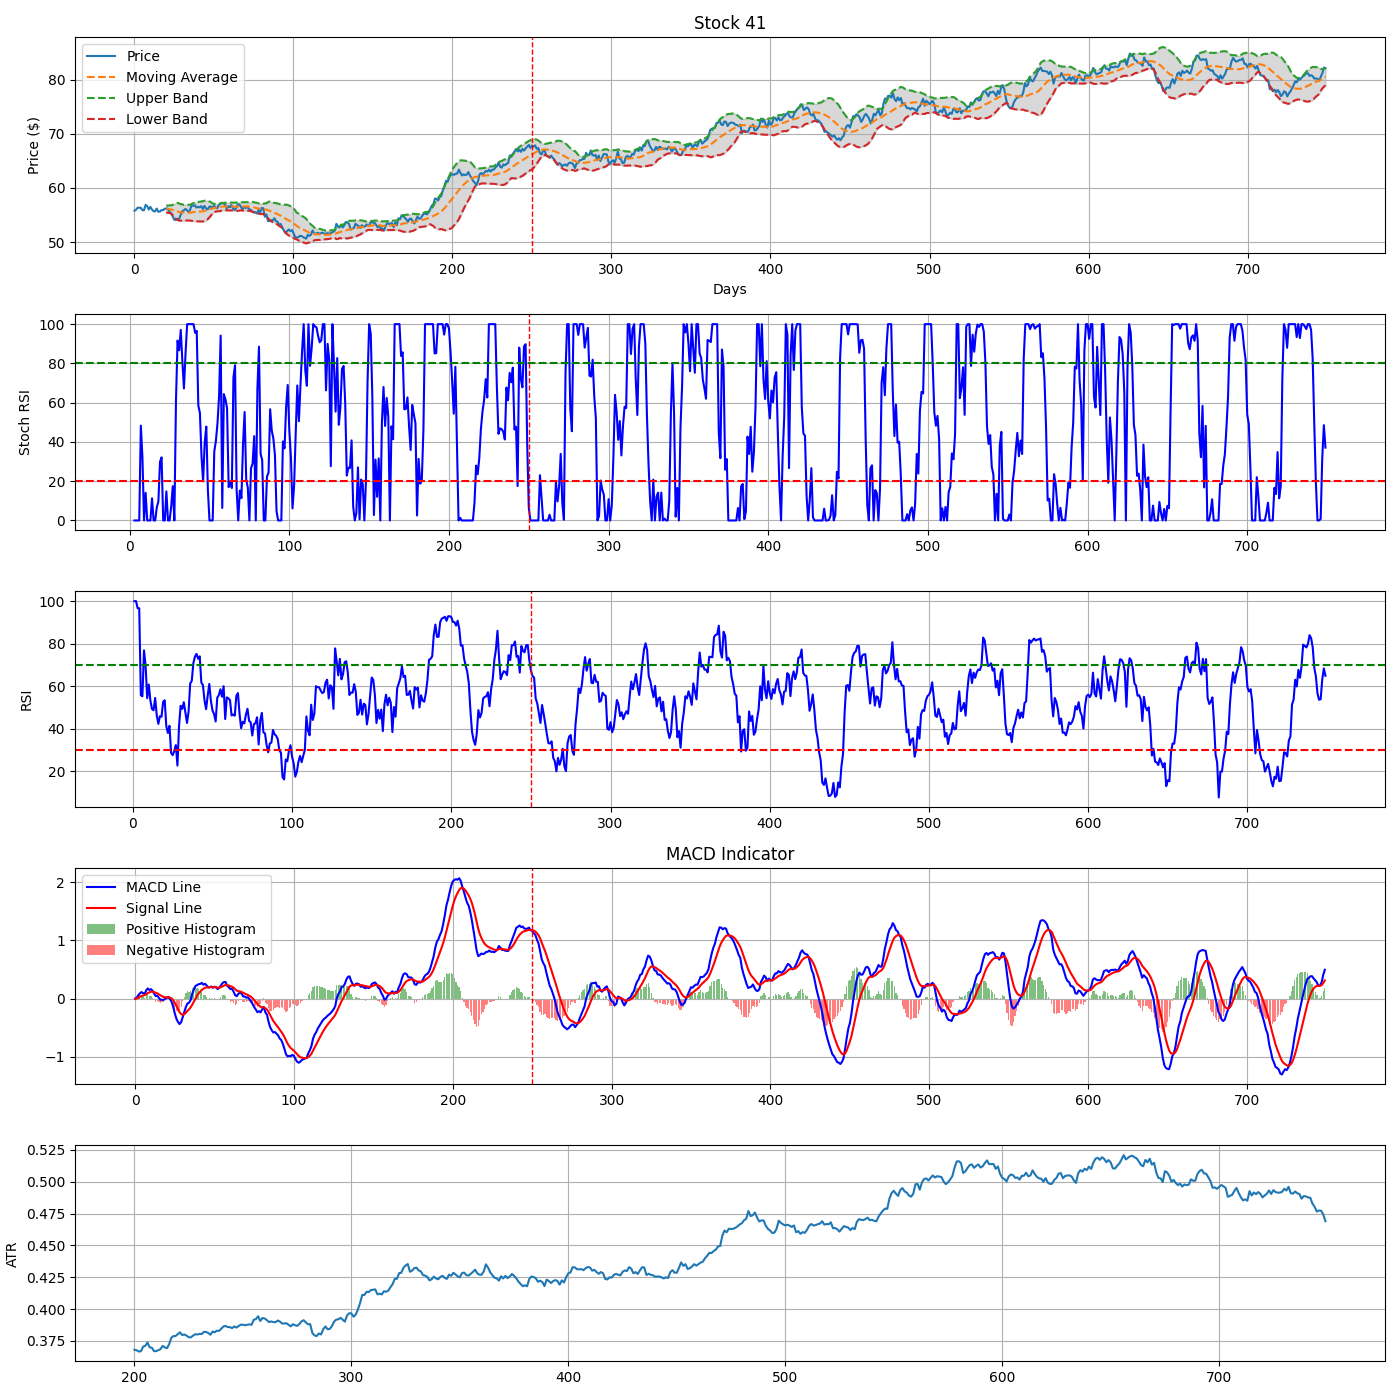 Stock 41
Price
Moving Average
Upper Band
Lower Band
Price ($)
80
70
60
50
0 100 200 300 400 500 600 700
Days
Stoch RSI
100
80
60
40
20
0
0 100 200 300 400 500 600 700
RSI
100
80
60
40
20
0 100 200 300 400 500 600 700
MACD Indicator
MACD Line
Signal Line
Positive Histogram
Negative Histogram
2
1
0
−1
0 100 200 300 400 500 600 700
ATR
0.525
0.500
0.475
0.450
0.425
0.400
0.375
200 300 400 500 600 700